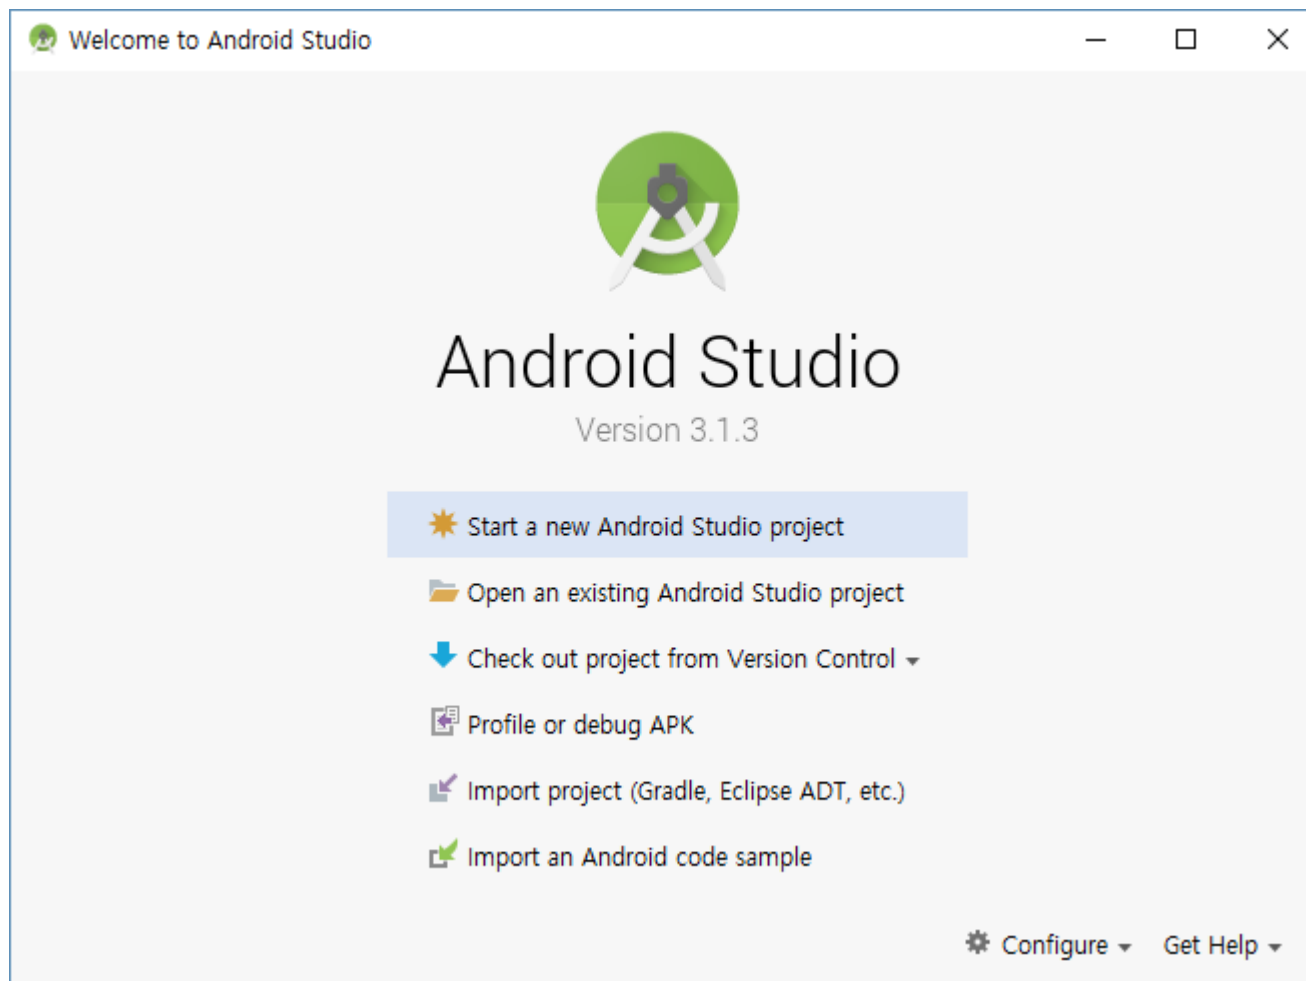 Welcome to Android Studio
Android Studio
Version 3.1.3
Start a new Android Studio project
Open an existing Android Studio project
Check out project from Version Control
Profile or debug APK
Import project (Gradle, Eclipse ADT, etc.)
Import an Android code sample
Configure Get Help